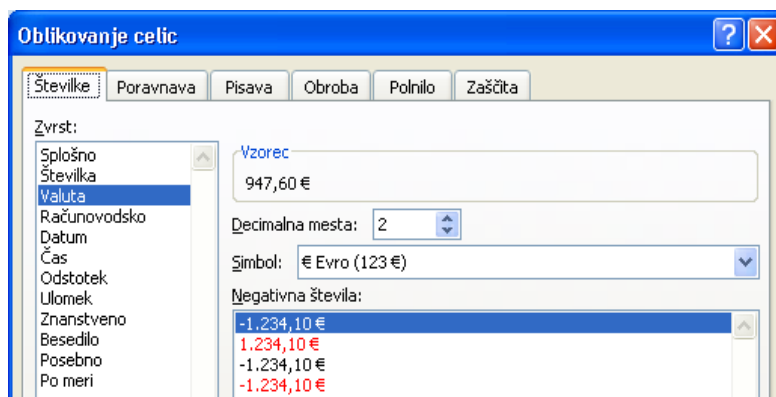 Oblikovanje celic
Številke Poravnava Pisava Obroba Polnilo Zaščita
Zvrst:
Splošno
Številka
Valuta
Računovodsko
Datum
Čas
Odstotek
Ulomek
Znanstveno
Besedilo
Posebno
Po meri
Vzorec
947,60 €
Decimalna mesta: 2
Simbol: € Evro (123 €)
Negativna števila:
-1.234,10 €
1.234,10 €
-1.234,10 €
-1.234,10 €